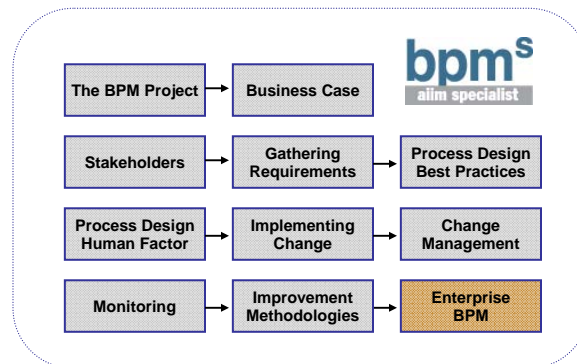 bpms
aiim specialist
The BPM Project
Business Case
Stakeholders
Gathering
Requirements
Process Design
Best Practices
Process Design
Human Factor
Implementing
Change
Change
Management
Monitoring
Improvement
Methodologies
Enterprise
BPM